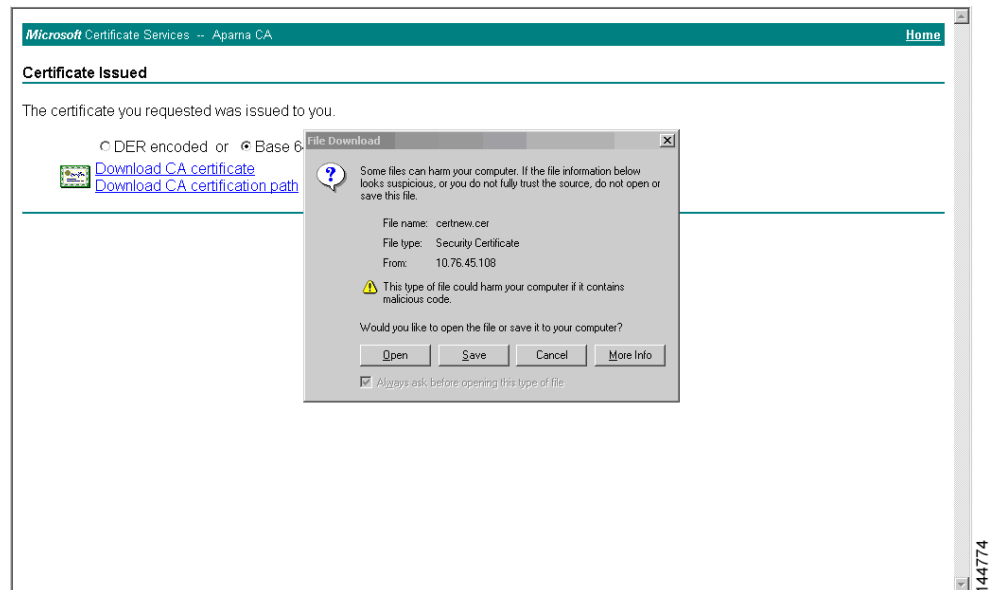 Microsoft Certificate Services -- Aparna CA Home
Certificate Issued
The certificate you requested was issued to you.
DER encoded or Base 6
Download CA certificate
Download CA certification path
File Download
Some files can harm your computer. If the file information below
looks suspicious, or you do not fully trust the source, do not open or
save this file.
File name: certnew.cer
File type: Security Certificate
From: 10.76.45.108
This type of file could harm your computer if it contains
malicious code.
Would you like to open the file or save it to your computer?
Open Save Cancel More Info
Always ask before opening this type of file
144774